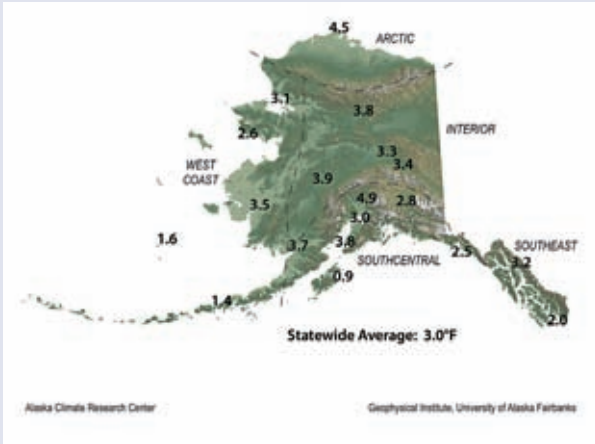 4.5
ARCTIC
3.1
3.8
2.6
INTERIOR
3.3
3.4
WEST
COAST
3.9
4.9
2.8
3.5
3.0
1.6
3.7
3.8
SOUTHCENTRAL
2.5
SOUTHEAST
3.2
0.9
1.4
2.0
Statewide Average: 3.0°F
Alaska Climate Research Center
Geophysical Institute, University of Alaska Fairbanks